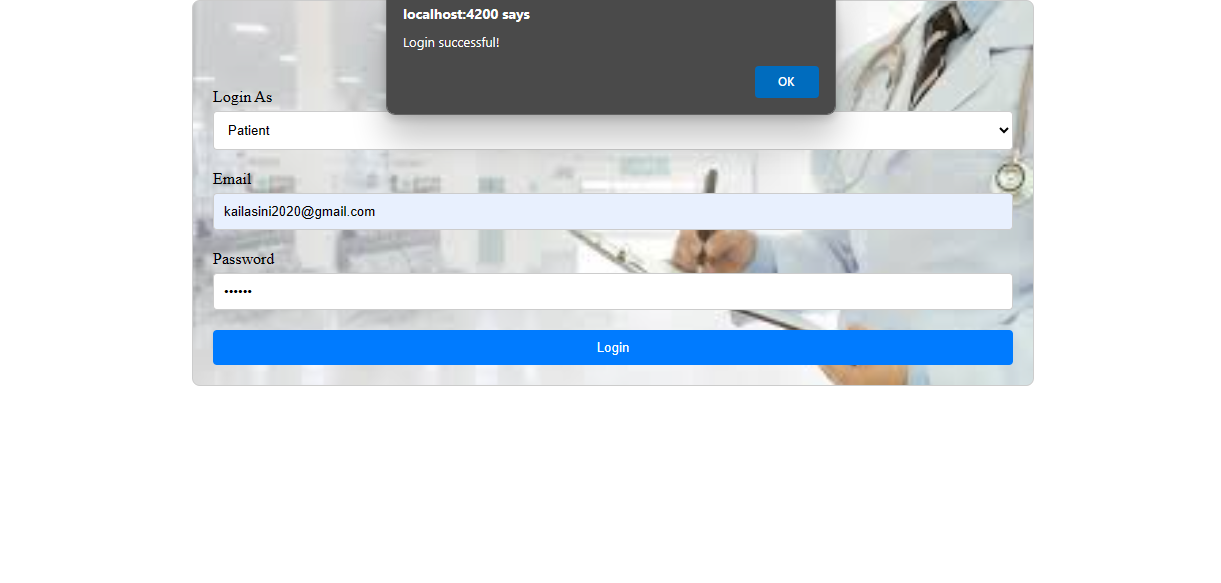 localhost:4200 says
Login successful!
OK
Login As
Patient
Email
kailasini2020@gmail.com
Password
••••••
Login